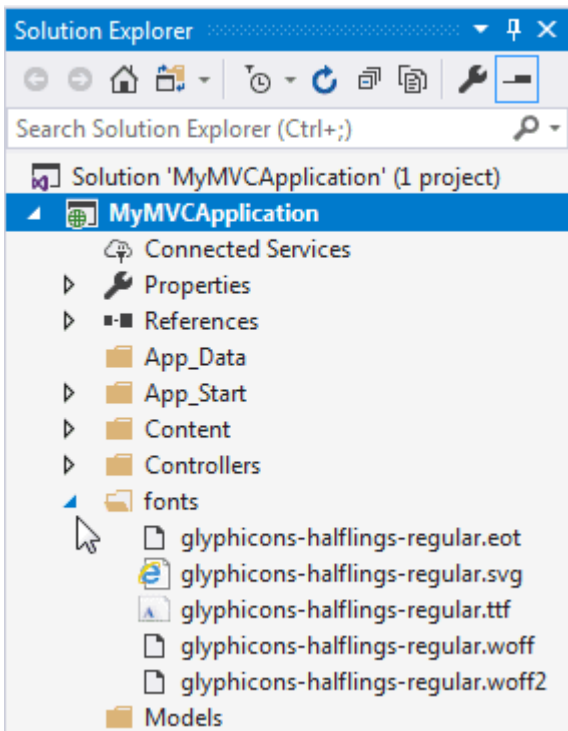 Solution Explorer
Search Solution Explorer (Ctrl+;)
Solution 'MyMVCApplication' (1 project)
MyMVCApplication
Connected Services
Properties
References
App_Data
App_Start
Content
Controllers
fonts
glyphicons-halflings-regular.eot
glyphicons-halflings-regular.svg
glyphicons-halflings-regular.ttf
glyphicons-halflings-regular.woff
glyphicons-halflings-regular.woff2
Models